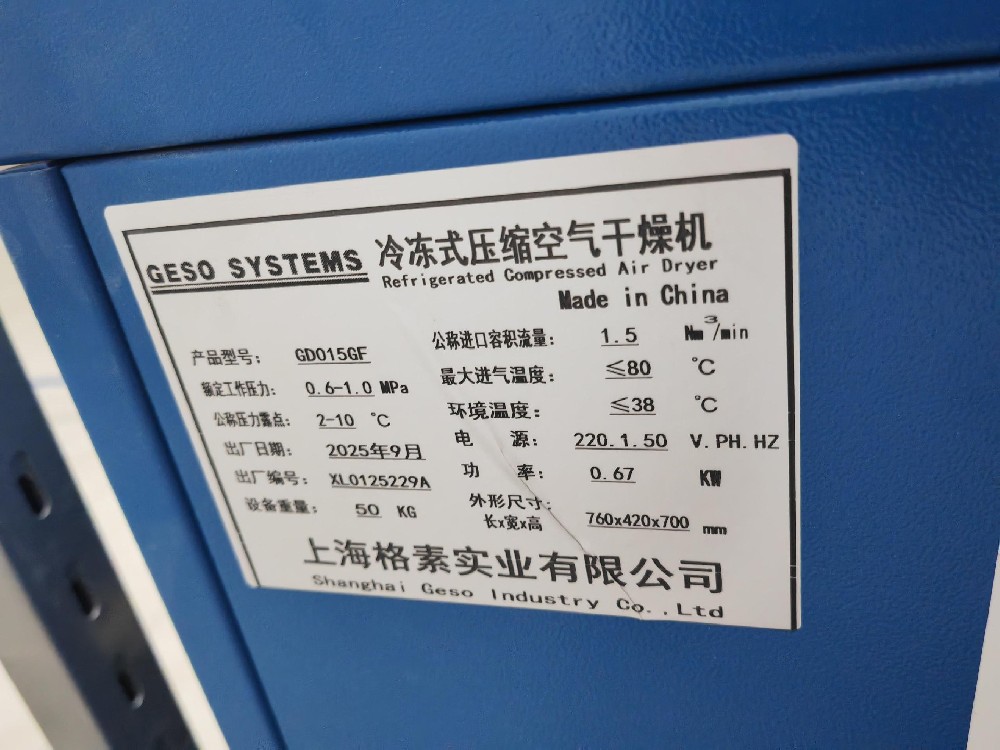 GESO SYSTEMS 冷冻式压缩空气干燥机
Refrigerated Compressed Air Dryer
Made in China
产品型号: GD015GF
额定工作压力: 0.6-1.0 MPa
公称压力露点: 2-10 ℃
出厂日期: 2025年9月
出厂编号: XL0125229A
设备重量: 50 KG
公称进口容积流量: 1.5 Nm³/min
最大进气温度: ≤80 ℃
环境温度: ≤38 ℃
电 源: 220.1.50 V.PH.HZ
功 率: 0.67 KW
外形尺寸:
长x宽x高 760x420x700 mm
上海格素实业有限公司
Shanghai Geso Industry Co.,Ltd